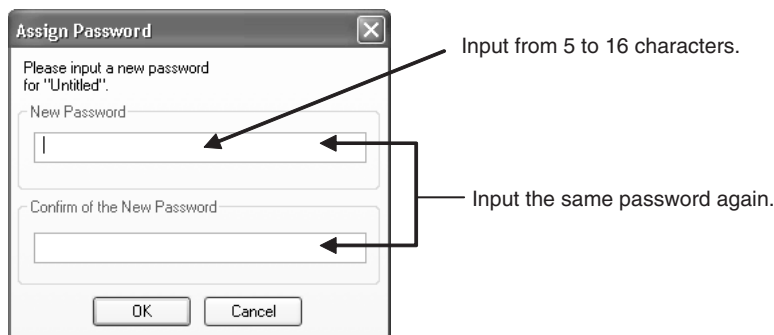 Assign Password
Please input a new password
for "Untitled".
New Password
Confirm of the New Password
OK
Cancel
Input from 5 to 16 characters.
Input the same password again.